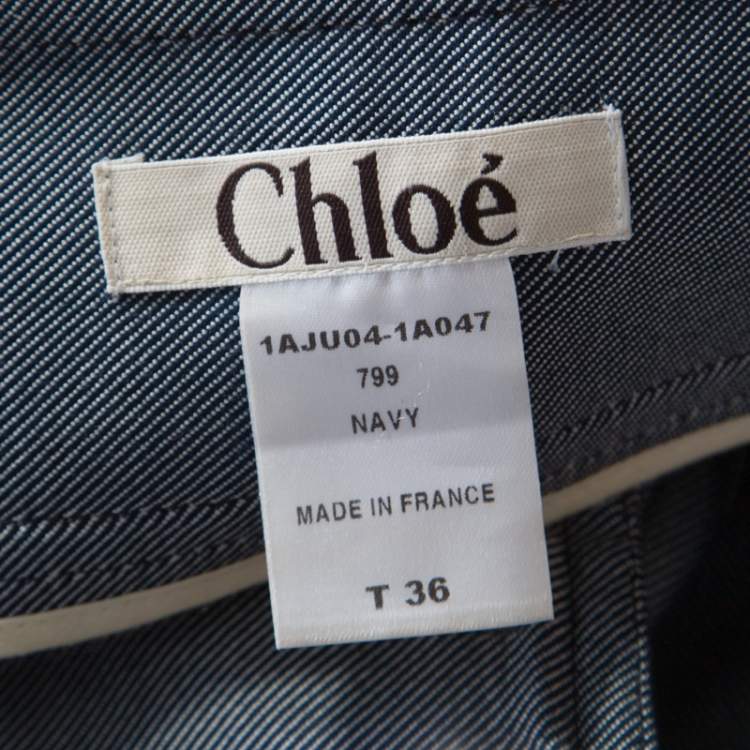 Chloé
1AJU04-1A047
799
NAVY
MADE IN FRANCE
T 36